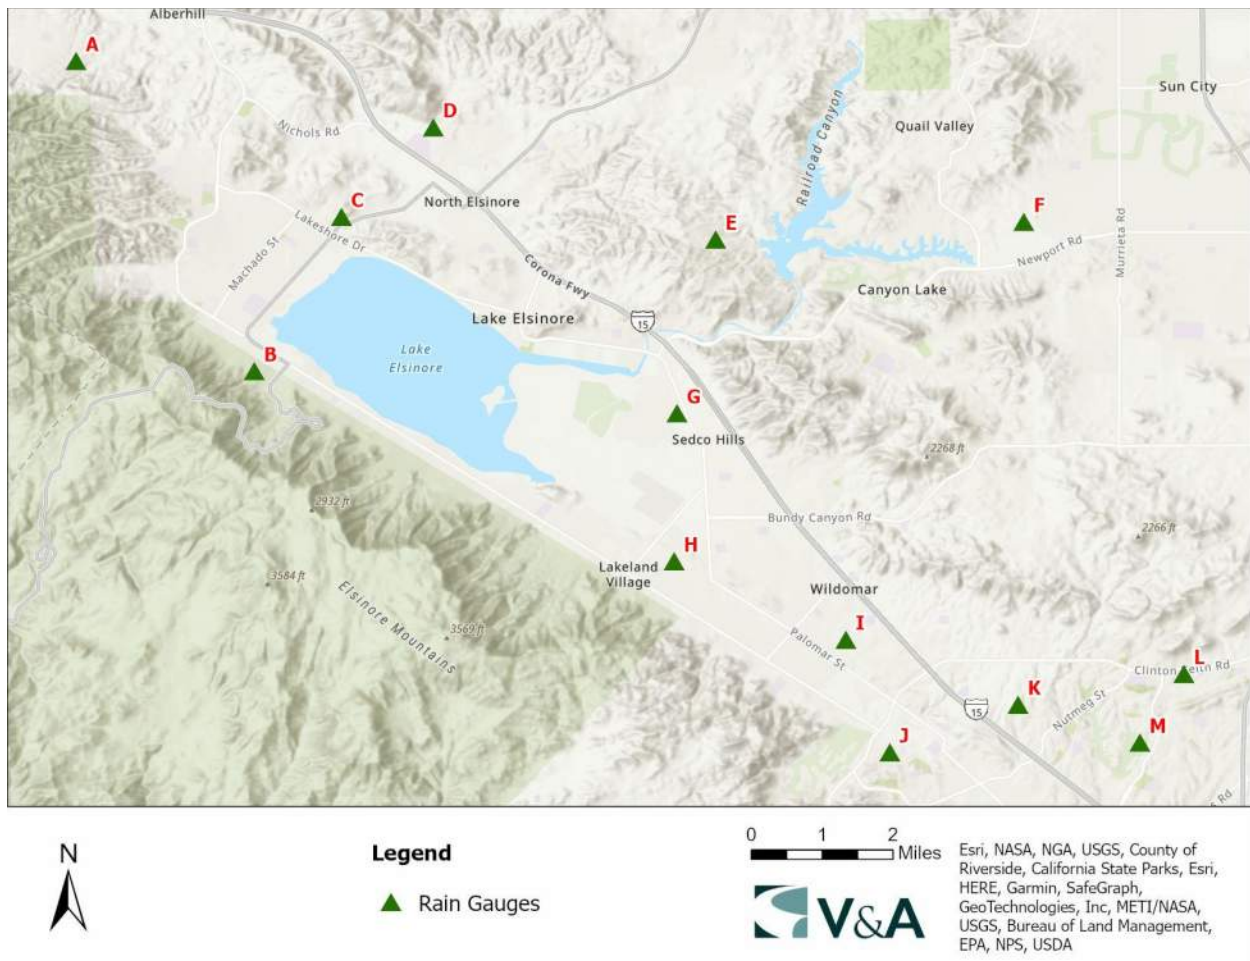 Alberhill
A
D
Nichols Rd
Railroad Canyon
Quail Valley
Sun City
C
North Elsinore
Lakeshore Dr
Machado St
E
F
Newport Rd
Murrieta Rd
Corona Fwy
Canyon Lake
Lake Elsinore
15
B
Lake
Elsinore
G
Sedco Hills
2268 ft
2932 ft
Bundy Canyon Rd
2266 ft
H
Lakeland
Village
3584 ft
Wildomar
Elsinore Mountains
3569 ft
I
Palomar St
L
Clinton Keith Rd
K
Nutmeg St
15
M
J
Rd
N
Legend
Rain Gauges
0 1 2
Miles
V&A
Esri, NASA, NGA, USGS, County of
Riverside, California State Parks, Esri,
HERE, Garmin, SafeGraph,
GeoTechnologies, Inc, METI/NASA,
USGS, Bureau of Land Management,
EPA, NPS, USDA